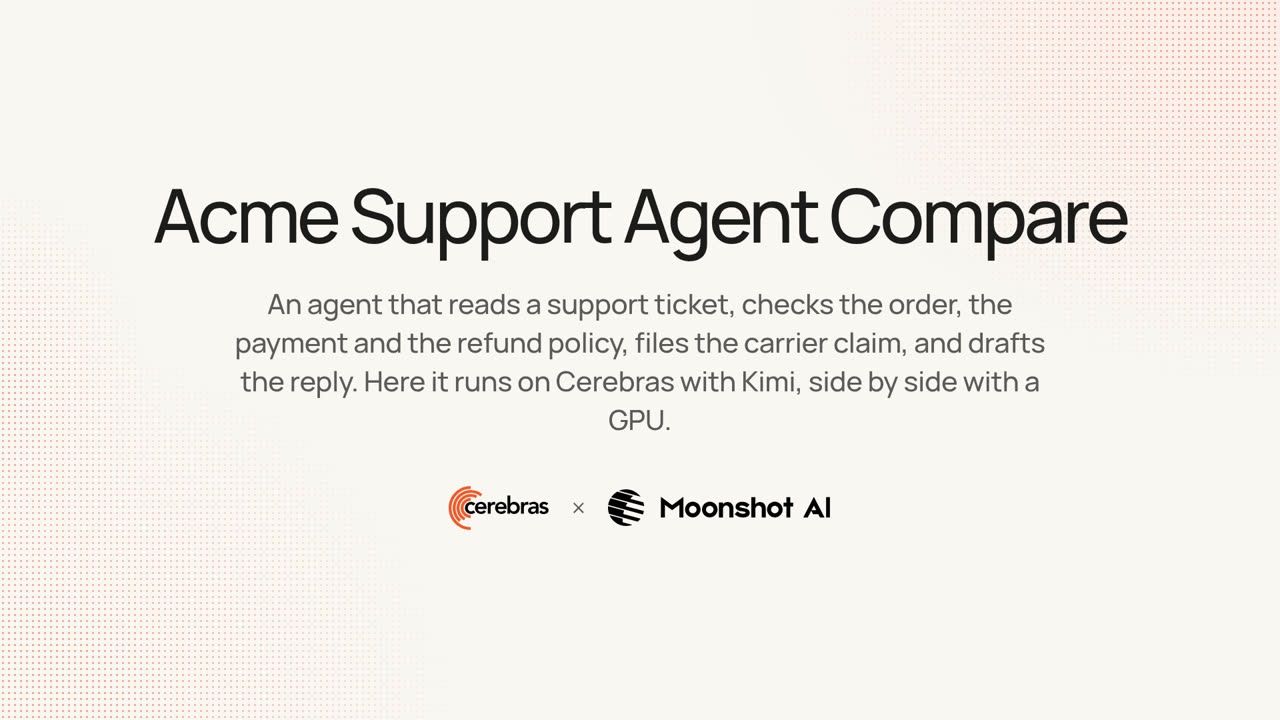 Acme Support Agent Compare
An agent that reads a support ticket, checks the order, the
payment and the refund policy, files the carrier claim, and drafts
the reply. Here it runs on Cerebras with Kimi, side by side with a
GPU.
cerebras × Moonshot AI